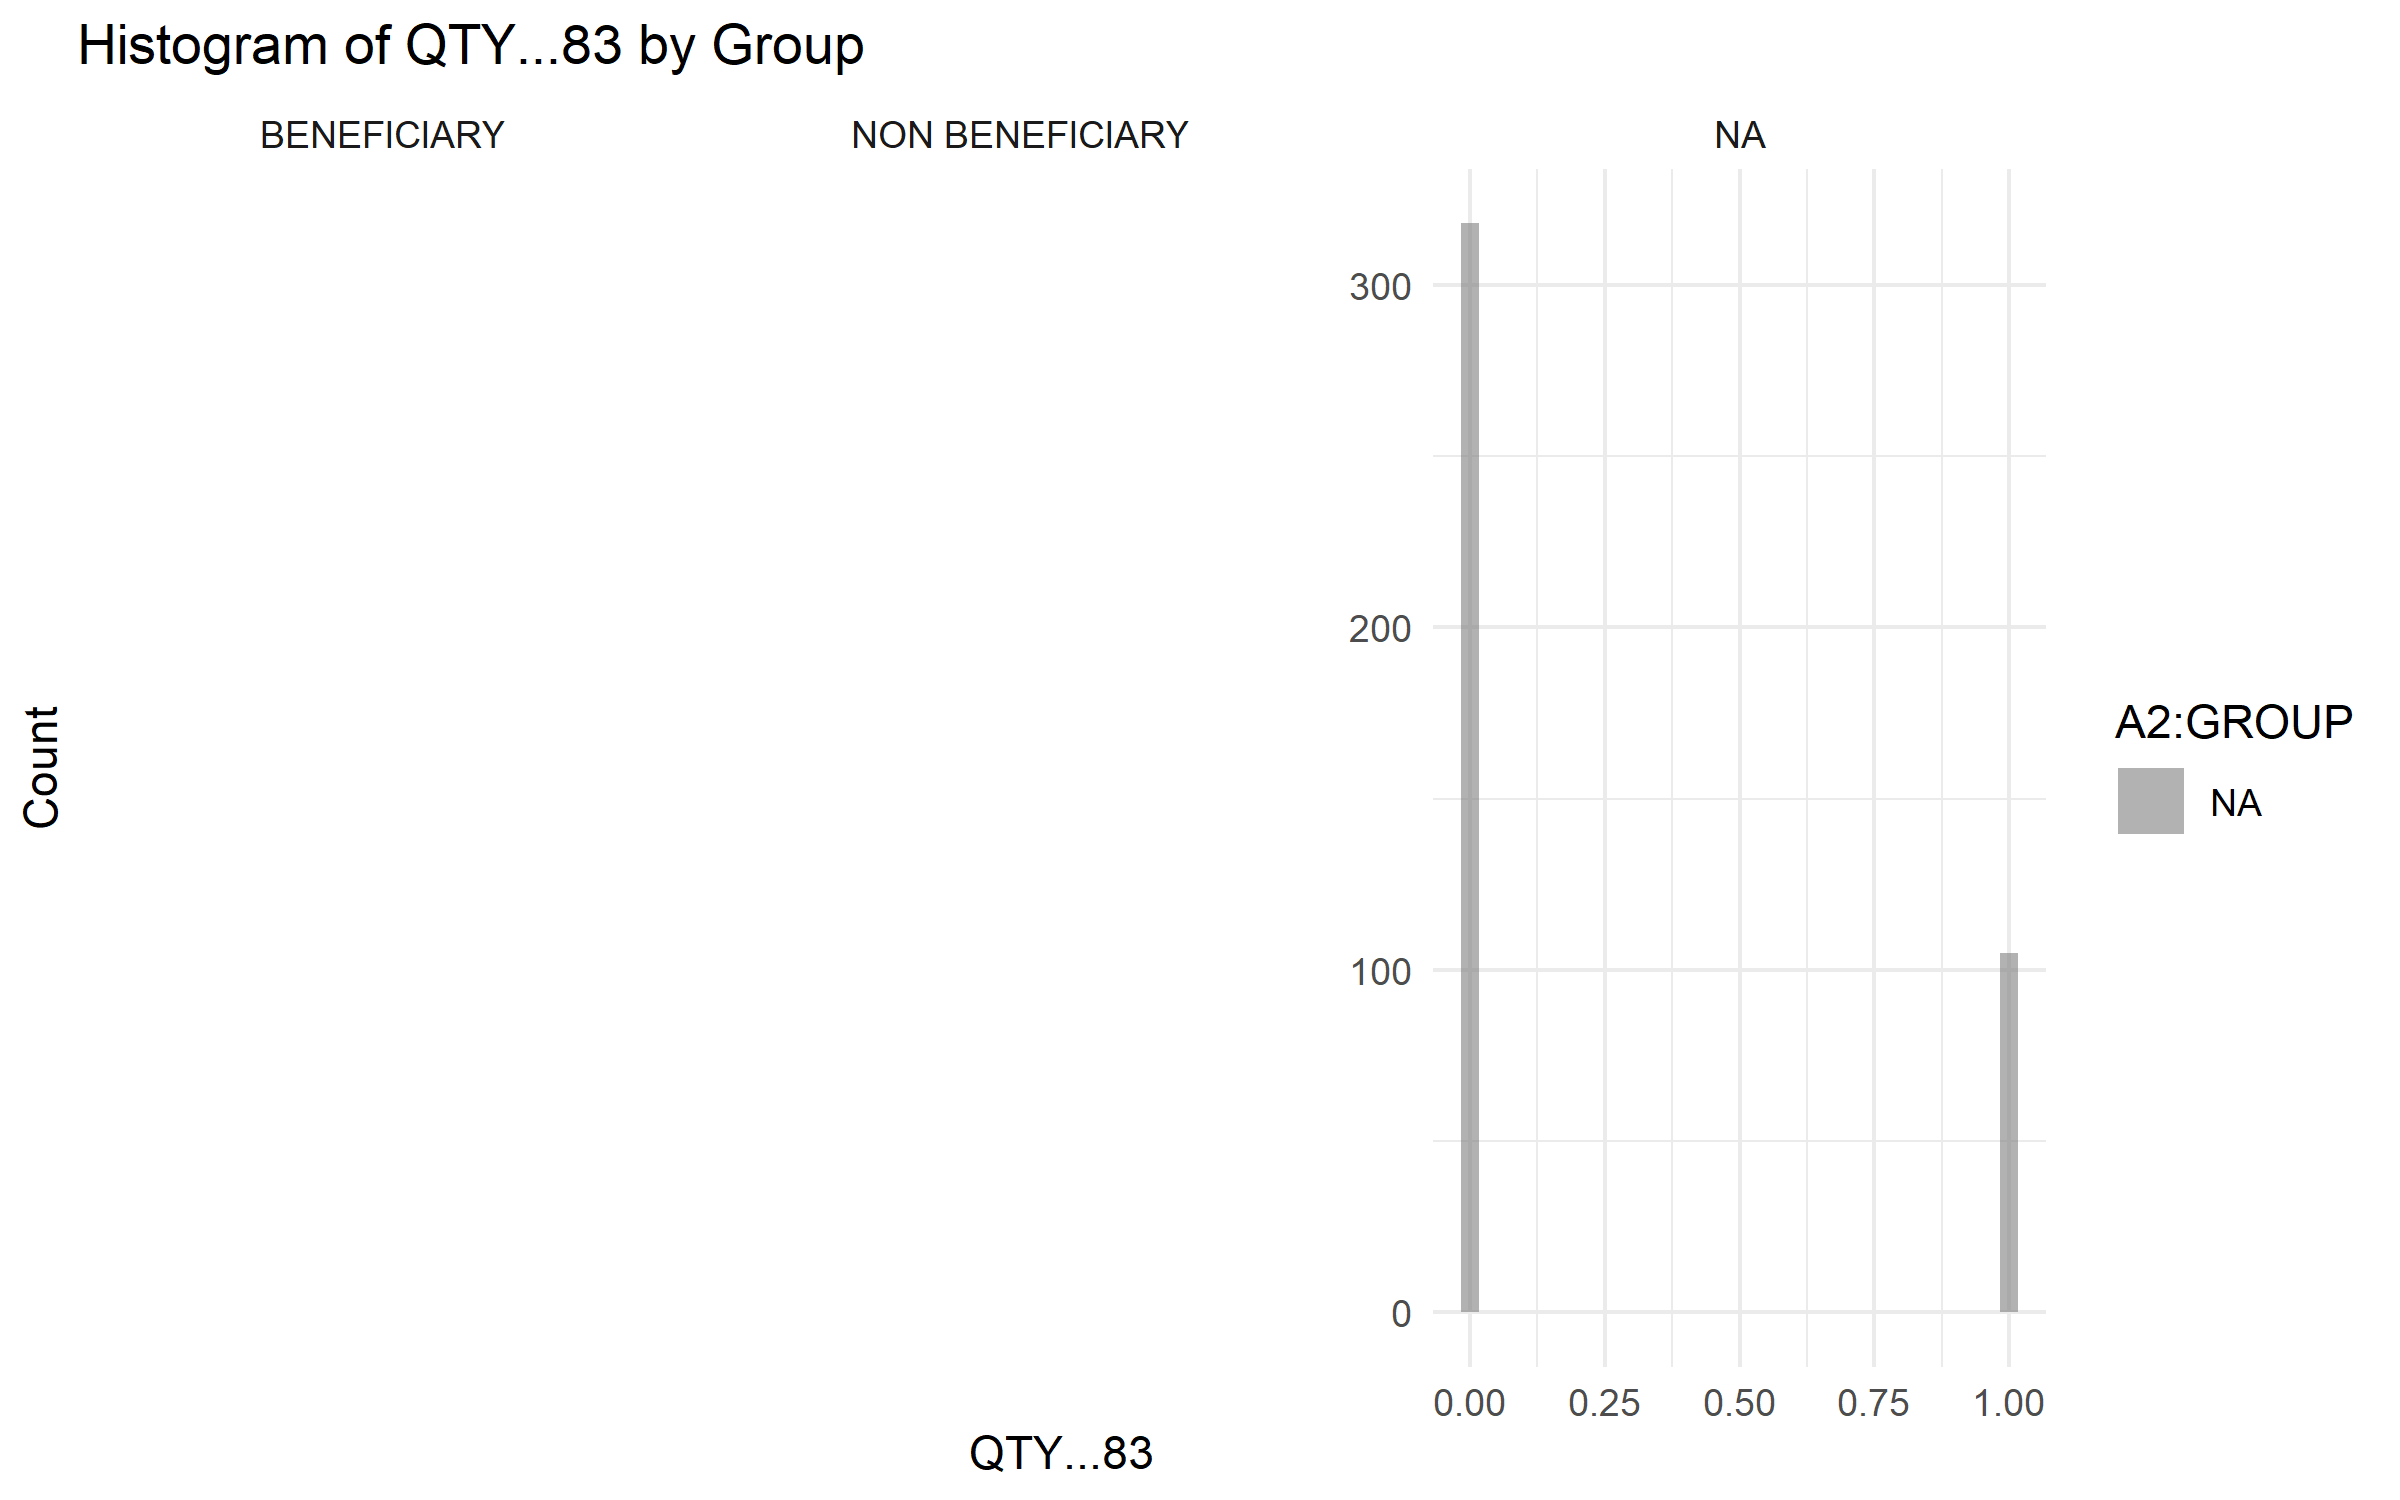 Histogram of QTY...83 by Group
BENEFICIARY
NON BENEFICIARY
NA
300
200
100
0
Count
0.00 0.25 0.50 0.75 1.00
QTY...83
A2:GROUP
NA